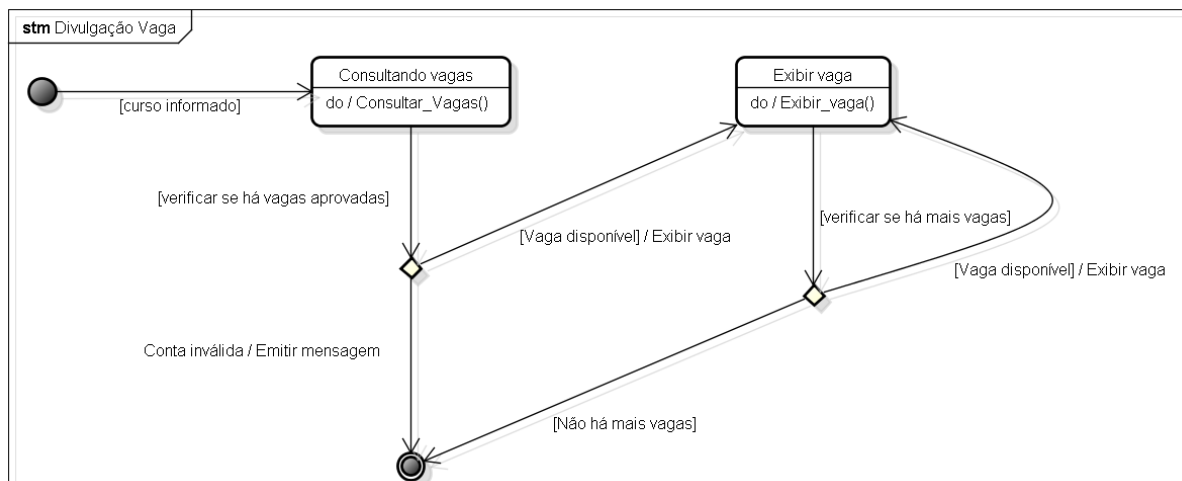 stm Divulgação Vaga
Consultando vagas
do / Consultar_Vagas()
Exibir vaga
do / Exibir_vaga()
[curso informado]
[verificar se há vagas aprovadas]
[verificar se há mais vagas]
[Vaga disponível] / Exibir vaga
[Vaga disponível] / Exibir vaga
Conta inválida / Emitir mensagem
[Não há mais vagas]